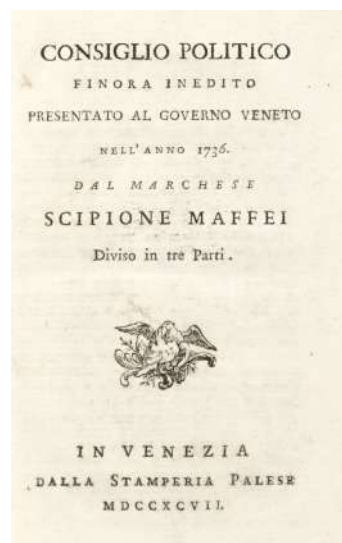 CONSIGLIO POLITICO
FINORA INEDITO
PRESENTATO AL GOVERNO VENETO
NELL'ANNO 1736.
DAL MARCHESE
SCIPIONE MAFFEI
Diviso in tre Parti.
IN VENEZIA
DALLA STAMPERIA PALESE
MDCCXCVII.